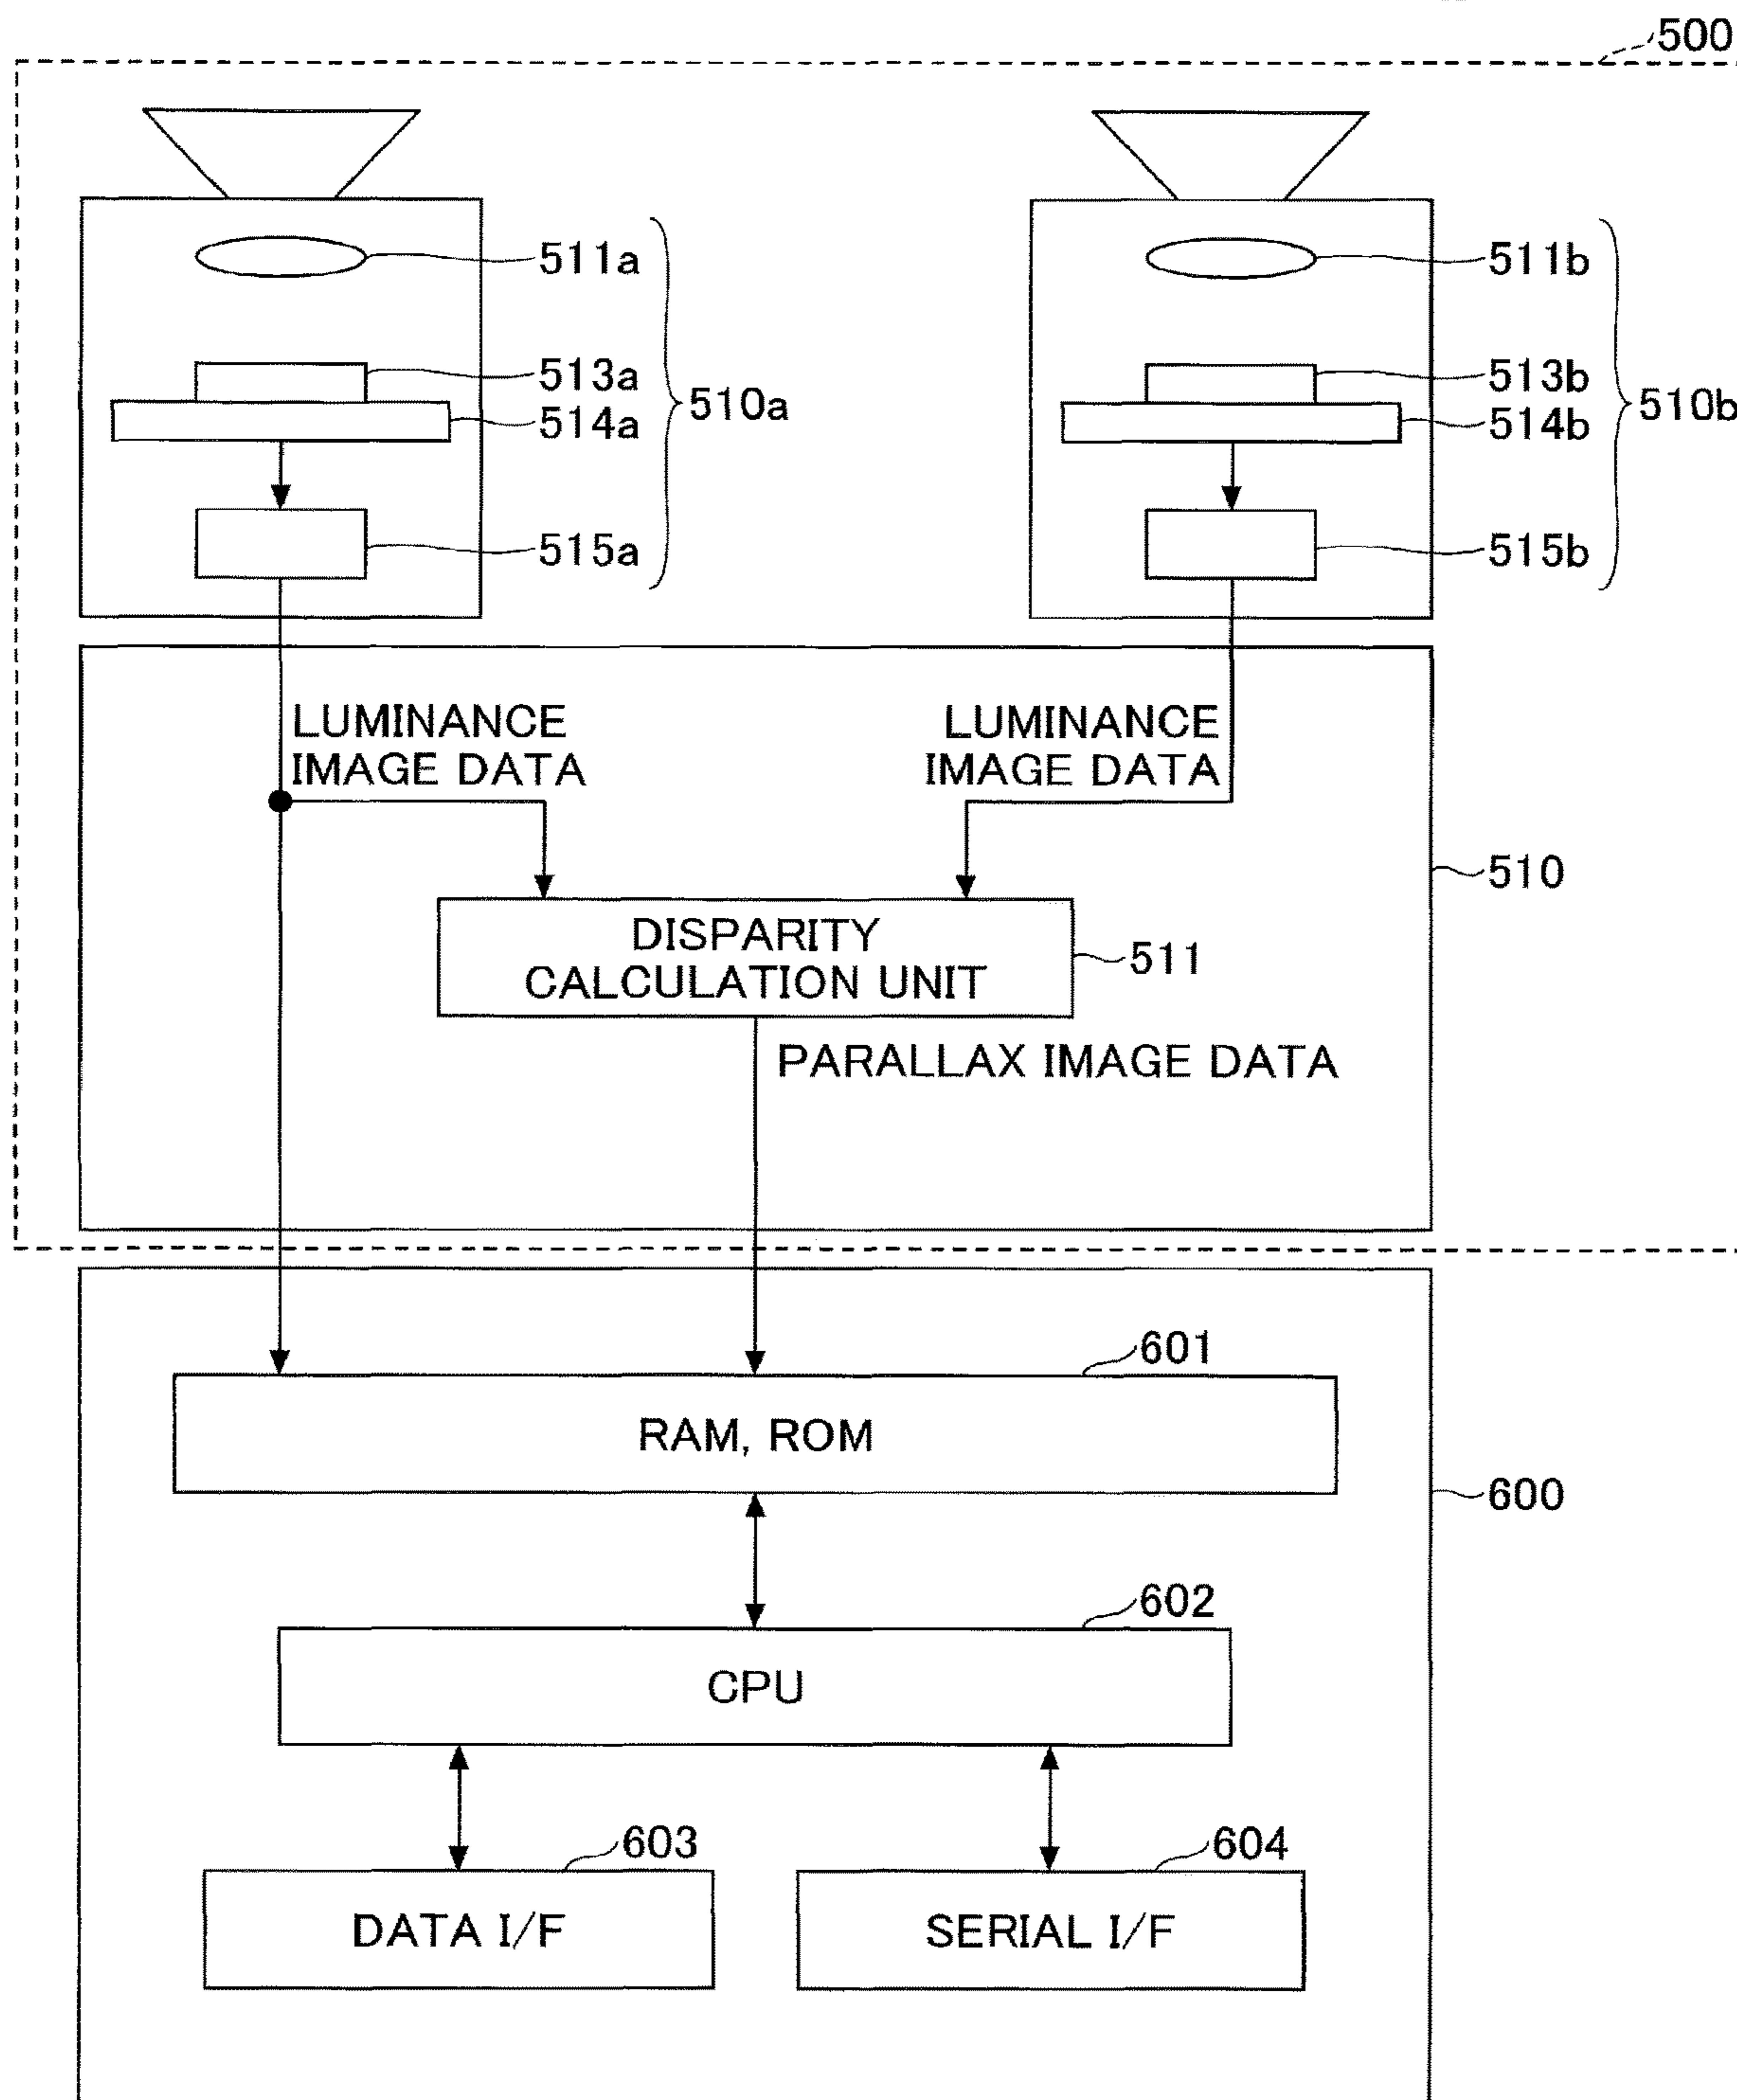 500
511a
511b
513a
513b
510a
510b
514a
514b
515a
515b
LUMINANCE
IMAGE DATA
LUMINANCE
IMAGE DATA
510
DISPARITY
CALCULATION UNIT
511
PARALLAX IMAGE DATA
601
RAM, ROM
600
602
CPU
603
604
DATA I/F
SERIAL I/F